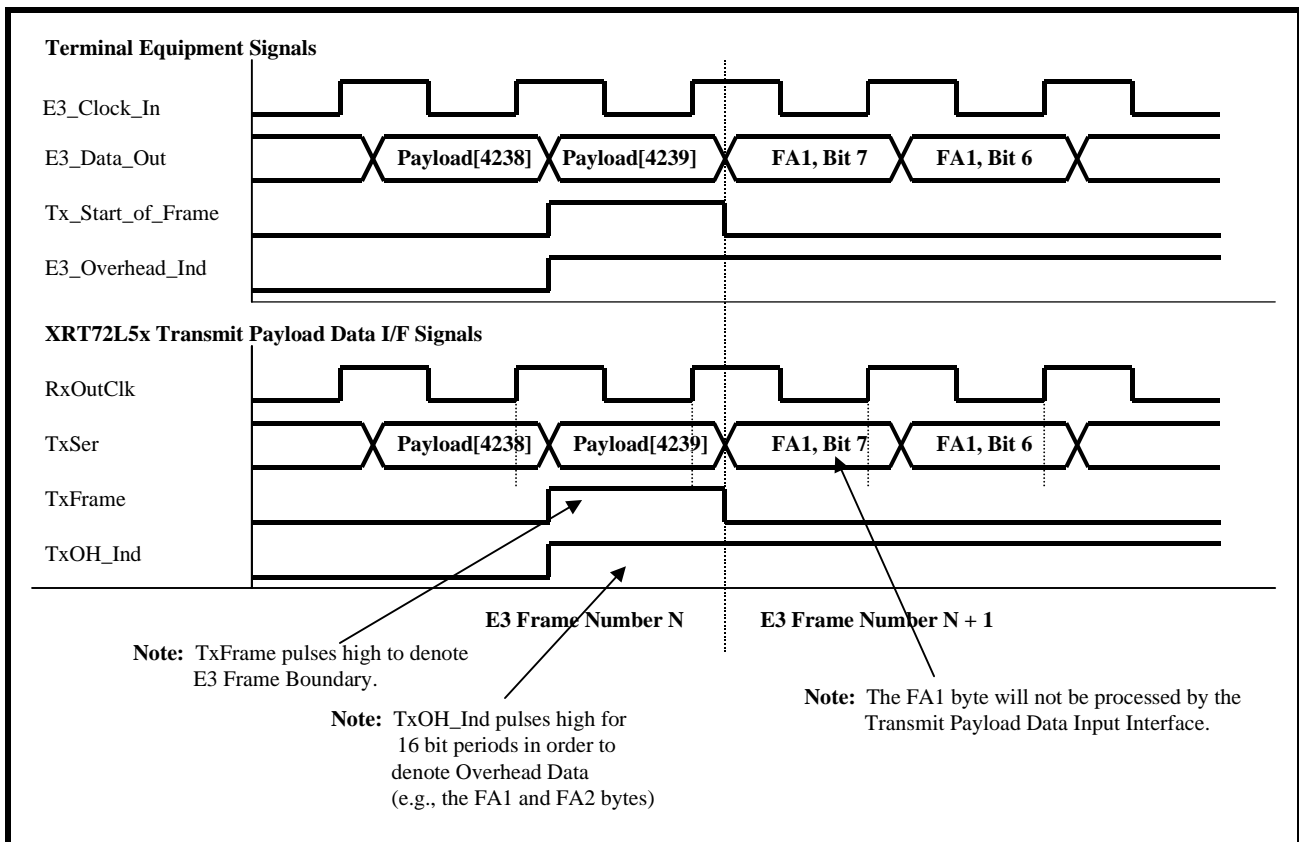 Terminal Equipment Signals
E3_Clock_In
E3_Data_Out
Payload[4238]
Payload[4239]
FA1, Bit 7
FA1, Bit 6
Tx_Start_of_Frame
E3_Overhead_Ind
XRT72L5x Transmit Payload Data I/F Signals
RxOutClk
TxSer
Payload[4238]
Payload[4239]
FA1, Bit 7
FA1, Bit 6
TxFrame
TxOH_Ind
E3 Frame Number N
E3 Frame Number N + 1
Note: TxFrame pulses high to denote
E3 Frame Boundary.
Note: TxOH_Ind pulses high for
16 bit periods in order to
denote Overhead Data
(e.g., the FA1 and FA2 bytes)
Note: The FA1 byte will not be processed by the
Transmit Payload Data Input Interface.